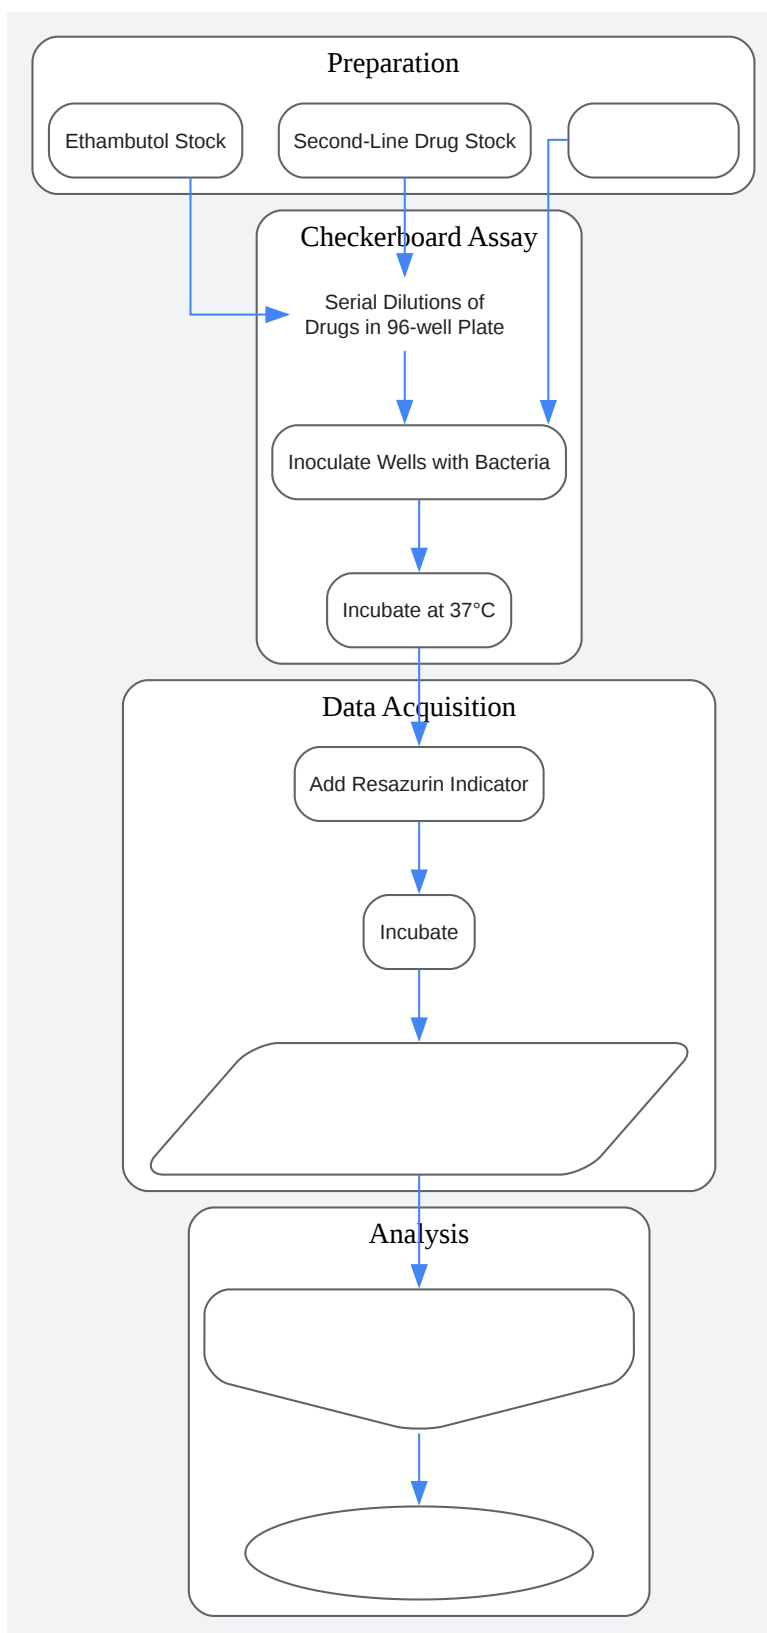 Preparation
Ethambutol Stock
Second-Line Drug Stock
Checkerboard Assay
Serial Dilutions of
Drugs in 96-well Plate
Inoculate Wells with Bacteria
Incubate at 37°C
Data Acquisition
Add Resazurin Indicator
Incubate
Analysis